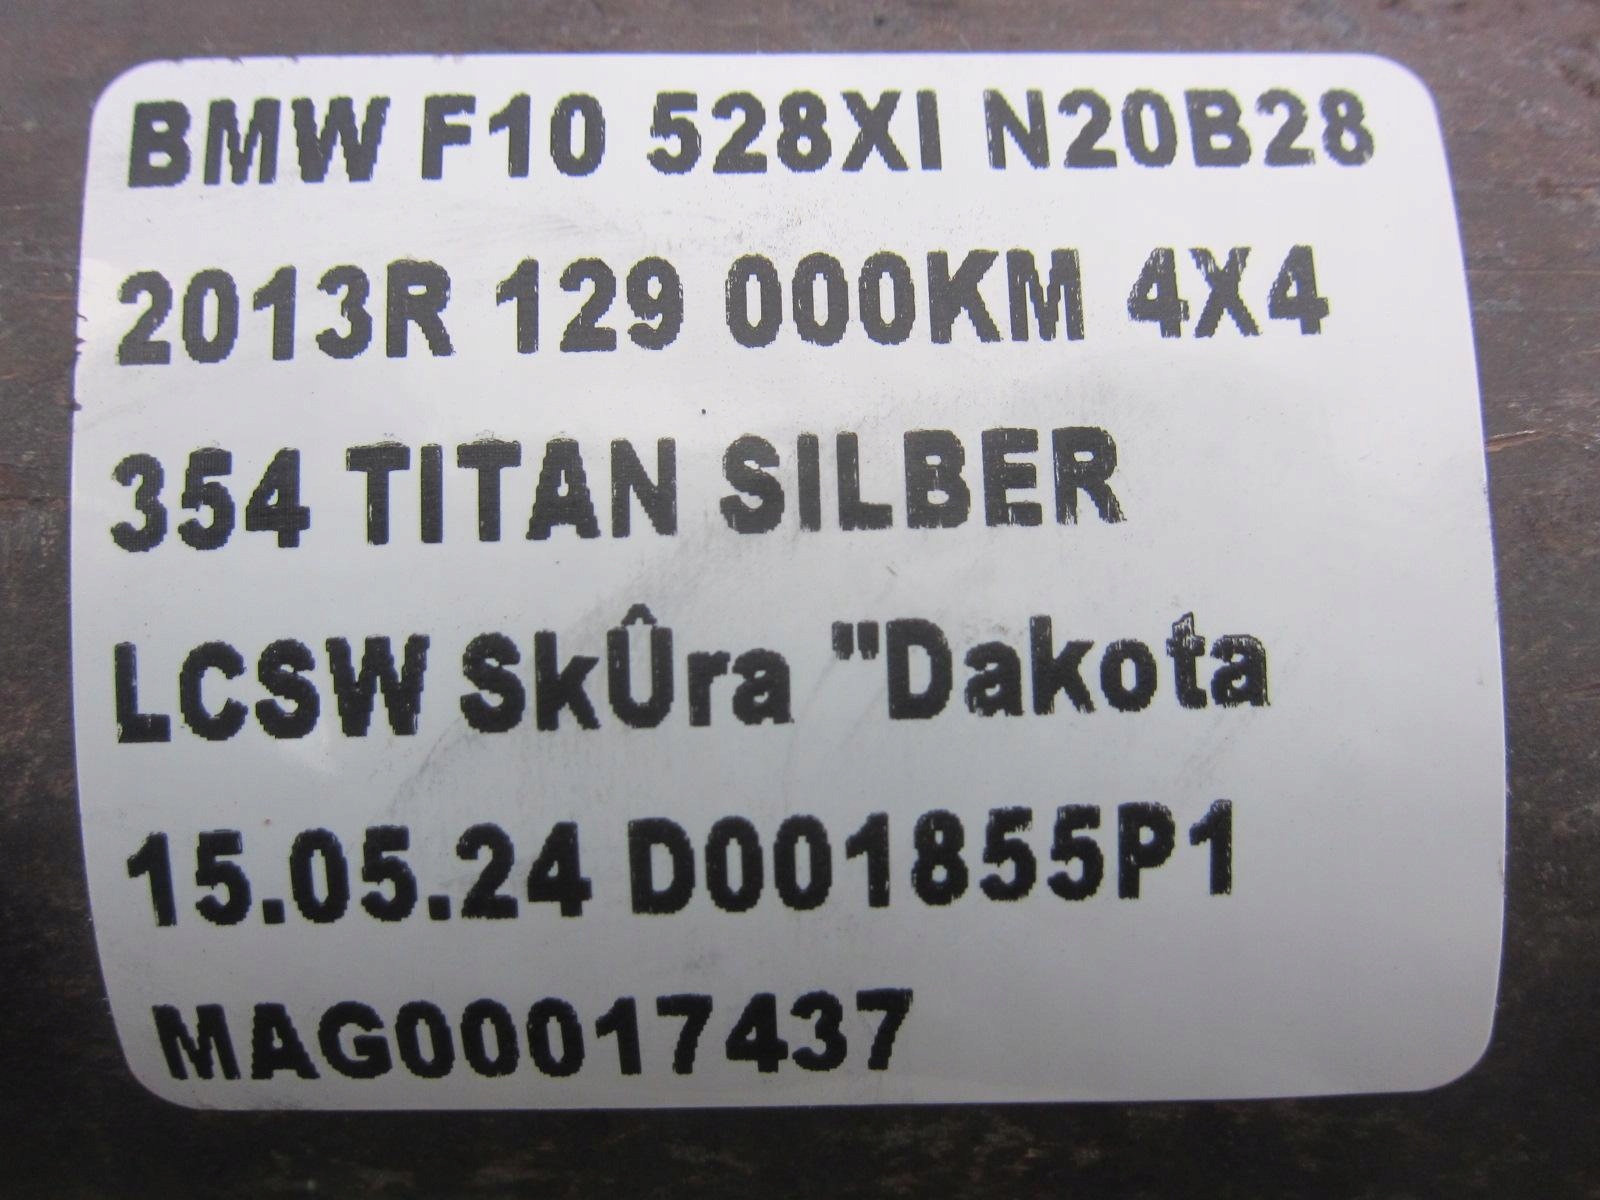 BMW F10 528XI N20B28
2013R 129 000KM 4X4
354 TITAN SILBER
LCSW SkÛra "Dakota
15.05.24 D001855P1
MAG00017437